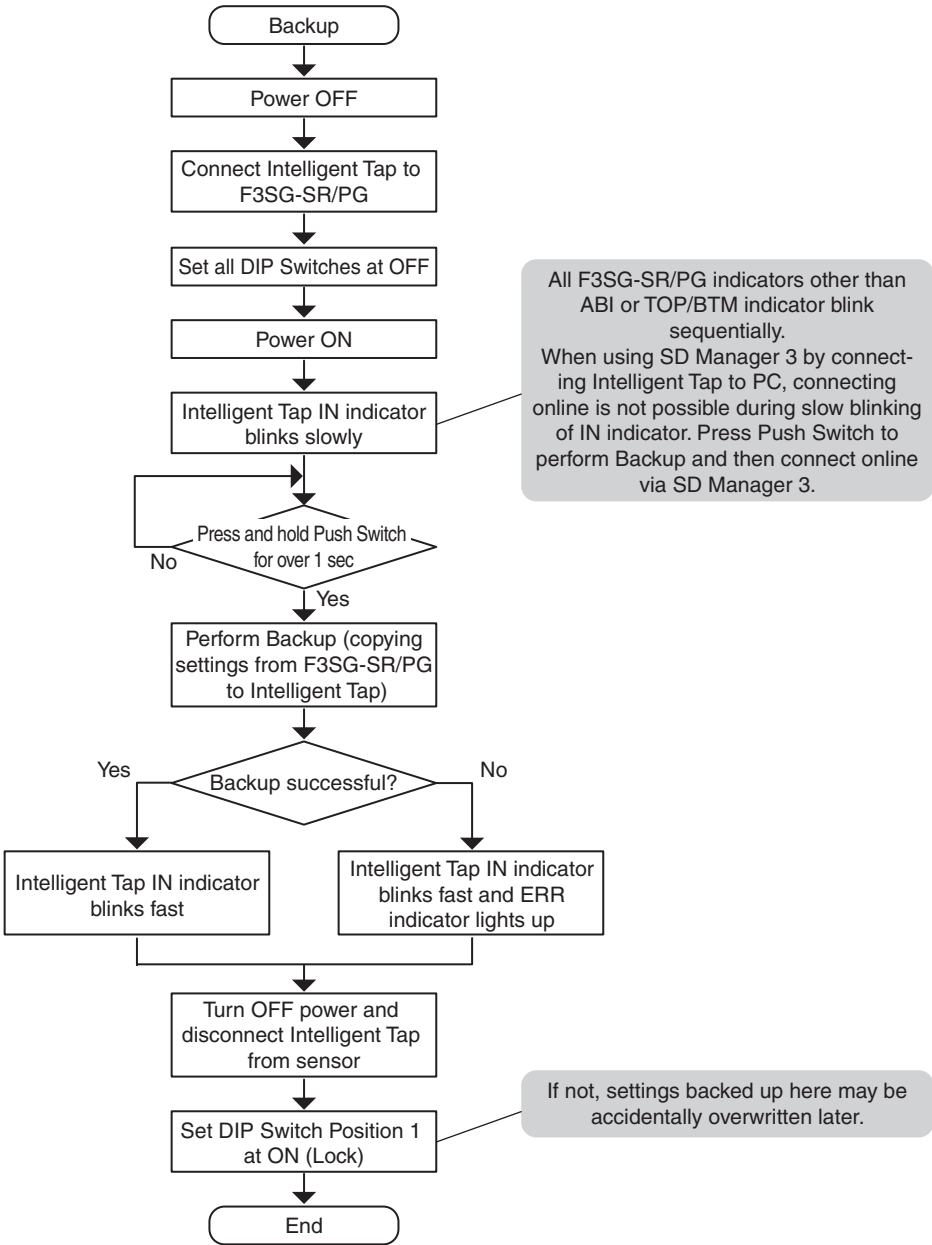 Backup
Power OFF
Connect Intelligent Tap to
F3SG-SR/PG
Set all DIP Switches at OFF
Power ON
Intelligent Tap IN indicator
blinks slowly
All F3SG-SR/PG indicators other than
ABI or TOP/BTM indicator blink
sequentially.
When using SD Manager 3 by connect-
ing Intelligent Tap to PC, connecting
online is not possible during slow blinking
of IN indicator. Press Push Switch to
perform Backup and then connect online
via SD Manager 3.
Press and hold Push Switch
for over 1 sec
No
Yes
Perform Backup (copying
settings from F3SG-SR/PG
to Intelligent Tap)
Backup successful?
Yes
No
Intelligent Tap IN indicator
blinks fast
Intelligent Tap IN indicator
blinks fast and ERR
indicator lights up
Turn OFF power and
disconnect Intelligent Tap
from sensor
Set DIP Switch Position 1
at ON (Lock)
If not, settings backed up here may be
accidentally overwritten later.
End